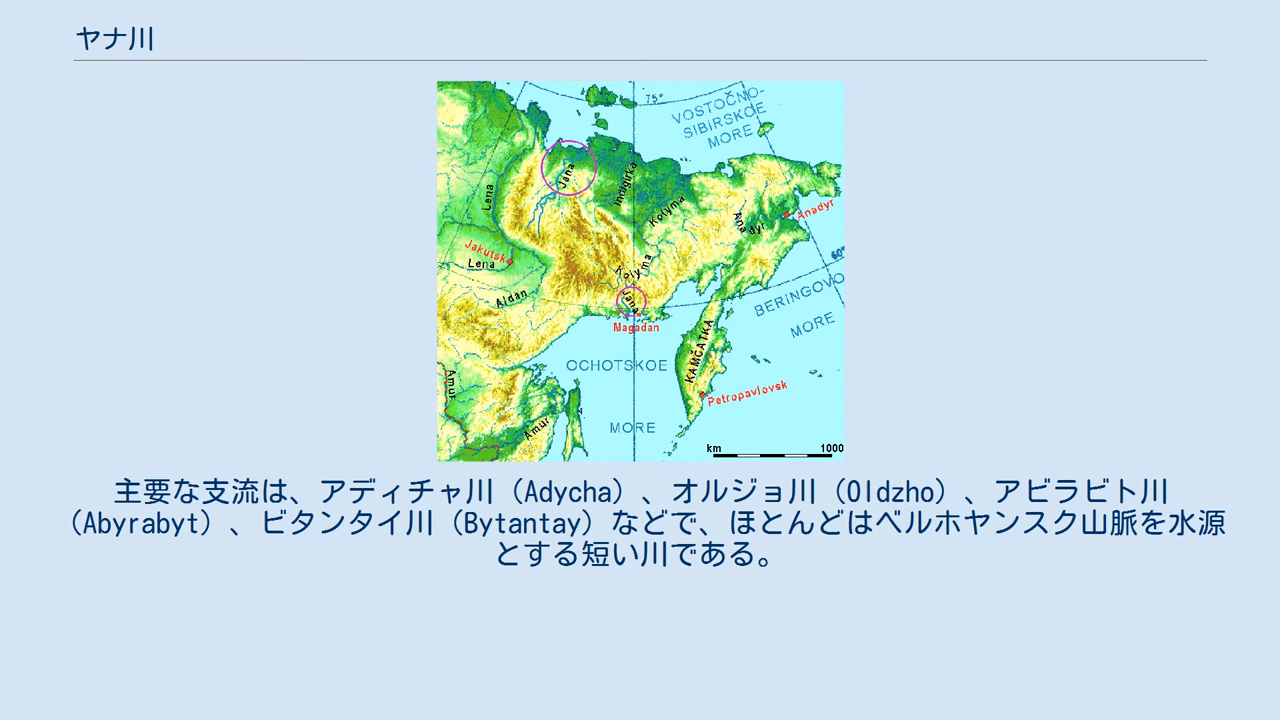 ヤナ川
75°
VOSTOČNO-
SIBIRSKOE
MORE
Jana
Indigirka
Lena
Kolyma
Ana
dyr
Anadyr
Jakutsk
Lena
60°
Kolyma
Aldan
Jana
BERINGOVO
MORE
Magadan
KAMČATKA
OCHOTSKOE
Amur
Petropavlovsk
Amur
MORE
km
1000
主要な支流は、アディチャ川（Adycha）、オルジョ川（Oldzho）、アビラビト川
（Abyrabyt）、ビタンタイ川（Bytantay）などで、ほとんどはベルホヤンスク山脈を水源
とする短い川である。